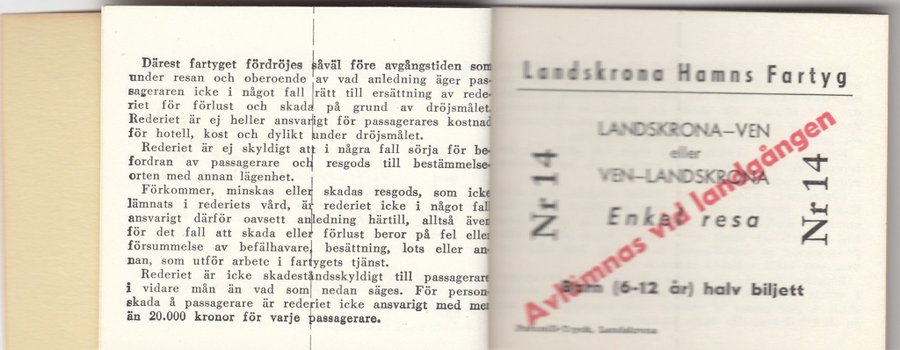 Därest fartyget fördröjes såväl före avgångstiden som
under resan och oberoende av vad anledning äger pas-
sageraren icke i något fall rätt till ersättning av rede-
riet för förlust och skada på grund av dröjsmålet.
Rederiet är ej heller ansvarigt för passagerares kostnad
för hotell, kost och dylikt under dröjsmålet.
Rederiet är ej skyldigt att i några fall sörja för be-
fordran av passagerare och resgods till bestämmelse-
orten med annan lägenhet.
Förkommer, minskas eller skadas resgods, som icke
lämnats i rederiets vård, är rederiet icke i något fall
ansvarigt därför oavsett anledning härtill, alltså även
för det fall att skada eller förlust beror på fel eller
försummelse av befälhavare, besättning, lots eller an-
nan, som utför arbete i fartygets tjänst.
Rederiet är icke skadeståndsskyldigt till passagerare
i vidare mån än vad som nedan säges. För person-
skada å passagerare är rederiet icke ansvarigt med mer
än 20.000 kronor för varje passagerare.
Landskrona Hamns Fartyg
LANDSKRONA–VEN
eller
VEN–LANDSKRONA
Enkel resa
Nr 14
Nr 14
Avlämnas vid landgången
Barn (6-12 år) halv biljett
Landskrona